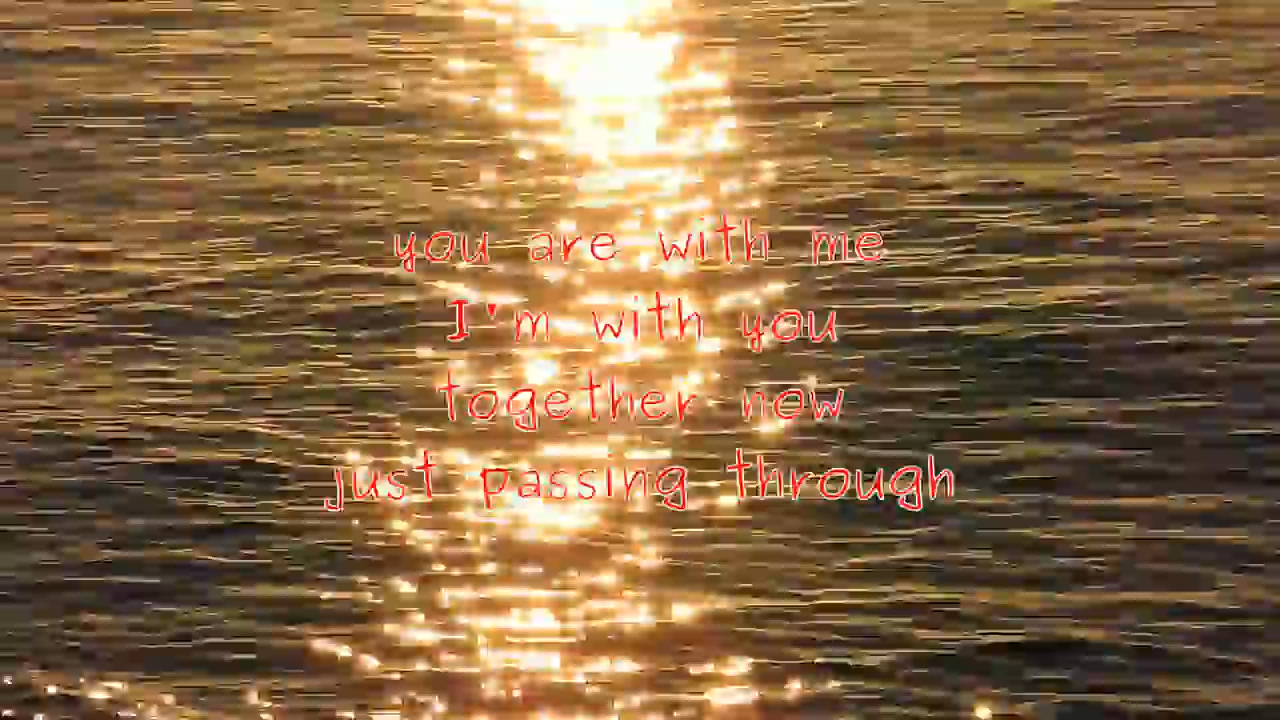 you are with me
I'm with you
together now
just passing through